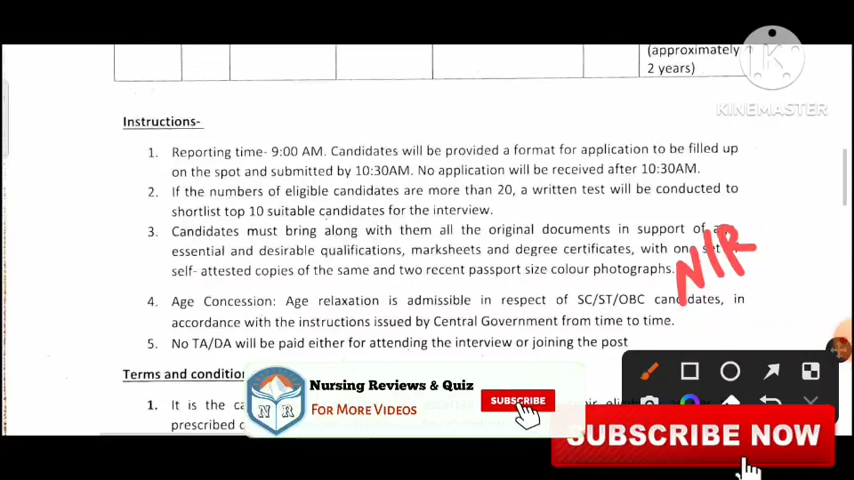 (approximately
2 years)
KINEMASTER
Instructions-
1. Reporting time- 9:00 AM. Candidates will be provided a format for application to be filled up
on the spot and submitted by 10:30AM. No application will be received after 10:30AM.
2. If the numbers of eligible candidates are more than 20, a written test will be conducted to
shortlist top 10 suitable candidates for the interview.
3. Candidates must bring along with them all the original documents in support of
essential and desirable qualifications, marksheets and degree certificates, with one set
self- attested copies of the same and two recent passport size colour photographs.
NIR
4. Age Concession: Age relaxation is admissible in respect of SC/ST/OBC candidates, in
accordance with the instructions issued by Central Government from time to time.
5. No TA/DA will be paid either for attending the interview or joining the post
Terms and condition
1. It is the
prescribed
N R
Nursing Reviews & Quiz
FOR MORE VIDEOS
SUBSCRIBE
SUBSCRIBE NOW